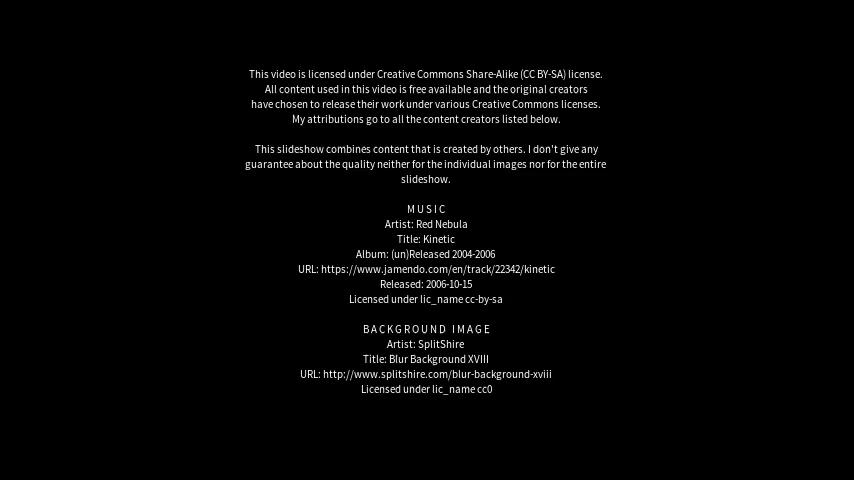 This video is licensed under Creative Commons Share-Alike (CC BY-SA) license.
All content used in this video is free available and the original creators
have chosen to release their work under various Creative Commons licenses.
My attributions go to all the content creators listed below.
This slideshow combines content that is created by others. I don't give any
guarantee about the quality neither for the individual images nor for the entire
slideshow.
MUSIC
Artist: Red Nebula
Title: Kinetic
Album: (un)Released 2004-2006
URL: https://www.jamendo.com/en/track/22342/kinetic
Released: 2006-10-15
Licensed under lic_name cc-by-sa
BACKGROUND IMAGE
Artist: SplitShire
Title: Blur Background XVIII
URL: http://www.splitshire.com/blur-background-xviii
Licensed under lic_name cc0